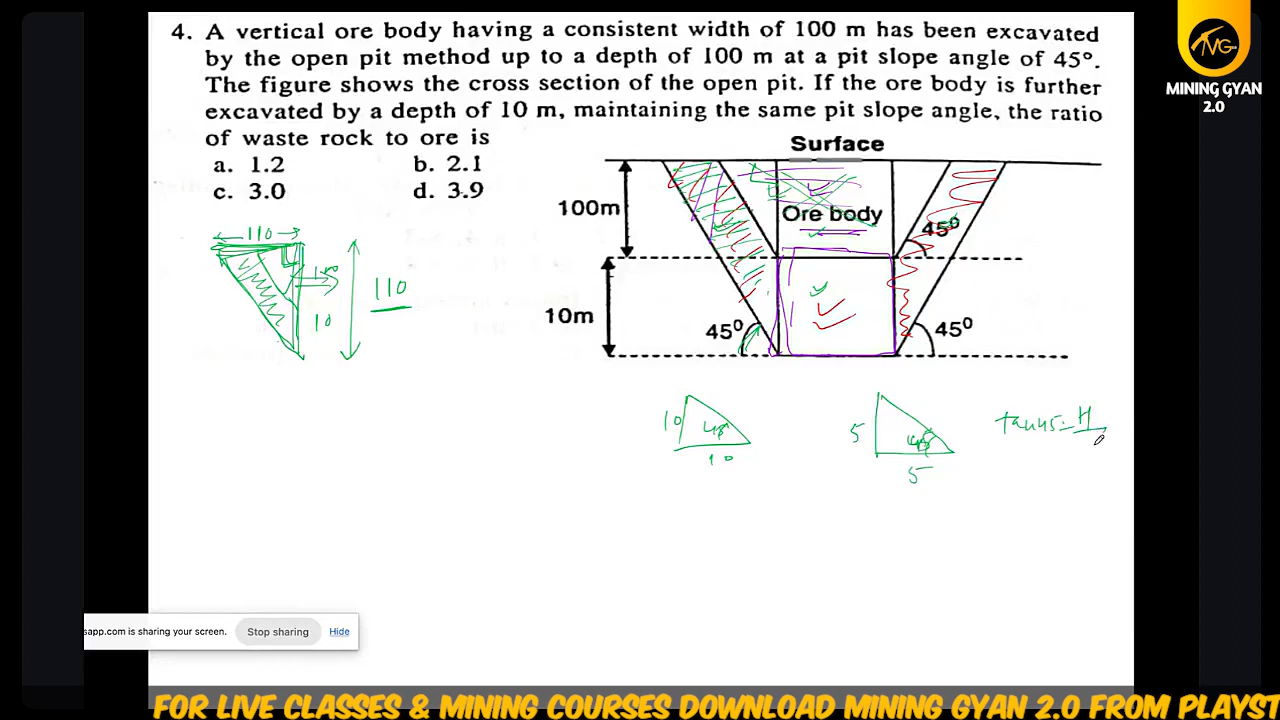 4. A vertical ore body having a consistent width of 100 m has been excavated
by the open pit method up to a depth of 100 m at a pit slope angle of 45°.
The figure shows the cross section of the open pit. If the ore body is further
excavated by a depth of 10 m, maintaining the same pit slope angle, the ratio
of waste rock to ore is
a. 1.2 b. 2.1
c. 3.0 d. 3.9
Surface
100m
Ore body
45⁰
10m
45⁰
45⁰
110
100
10
110
10
45
10
5
45
5
tan45=H
TVG
MINING GYAN
2.0
sapp.com is sharing your screen.
Stop sharing
Hide
FOR LIVE CLASSES & MINING COURSES DOWNLOAD MINING GYAN 2.0 FROM PLAYST